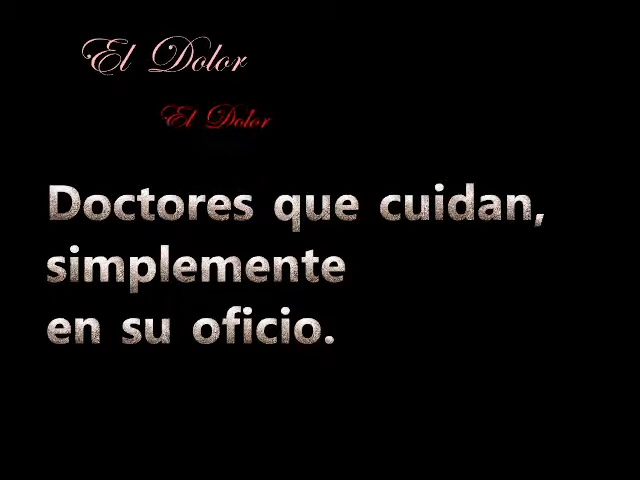 El Dolor
El Dolor
Doctores que cuidan,
simplemente
en su oficio.